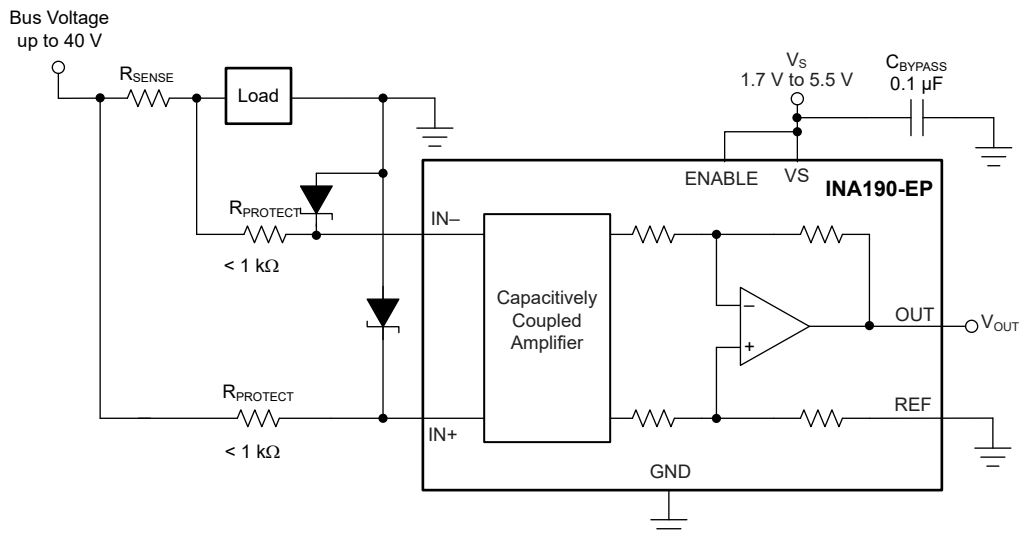 Bus Voltage
up to 40 V
RSENSE
Load
VS
1.7 V to 5.5 V
CBYPASS
0.1 µF
ENABLE
VS
INA190-EP
RPROTECT
< 1 kΩ
IN–
Capacitively
Coupled
Amplifier
–
+
OUT
VOUT
RPROTECT
< 1 kΩ
IN+
REF
GND